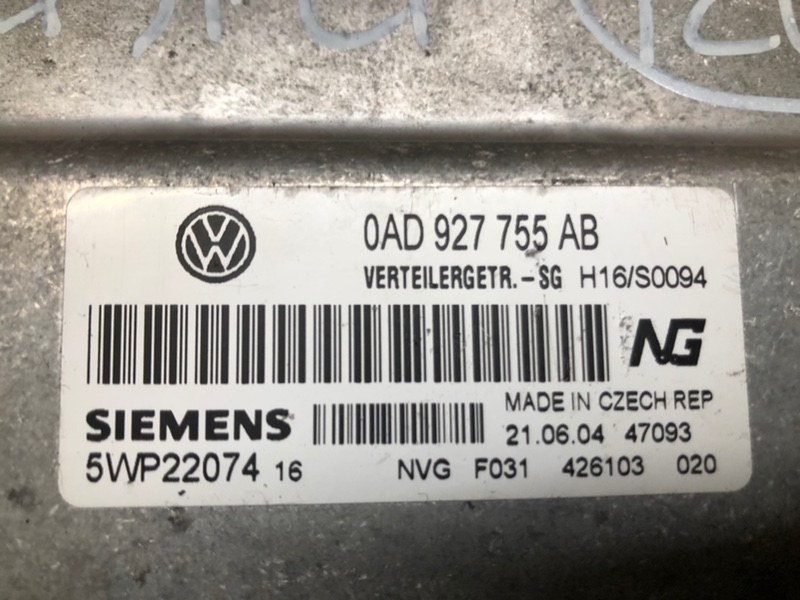 0AD 927 755 AB
VERTEILERGETR.-SG H16/S0094
NG
SIEMENS
MADE IN CZECH REP
21.06.04 47093
5WP22074 16
NVG F031 426103 020